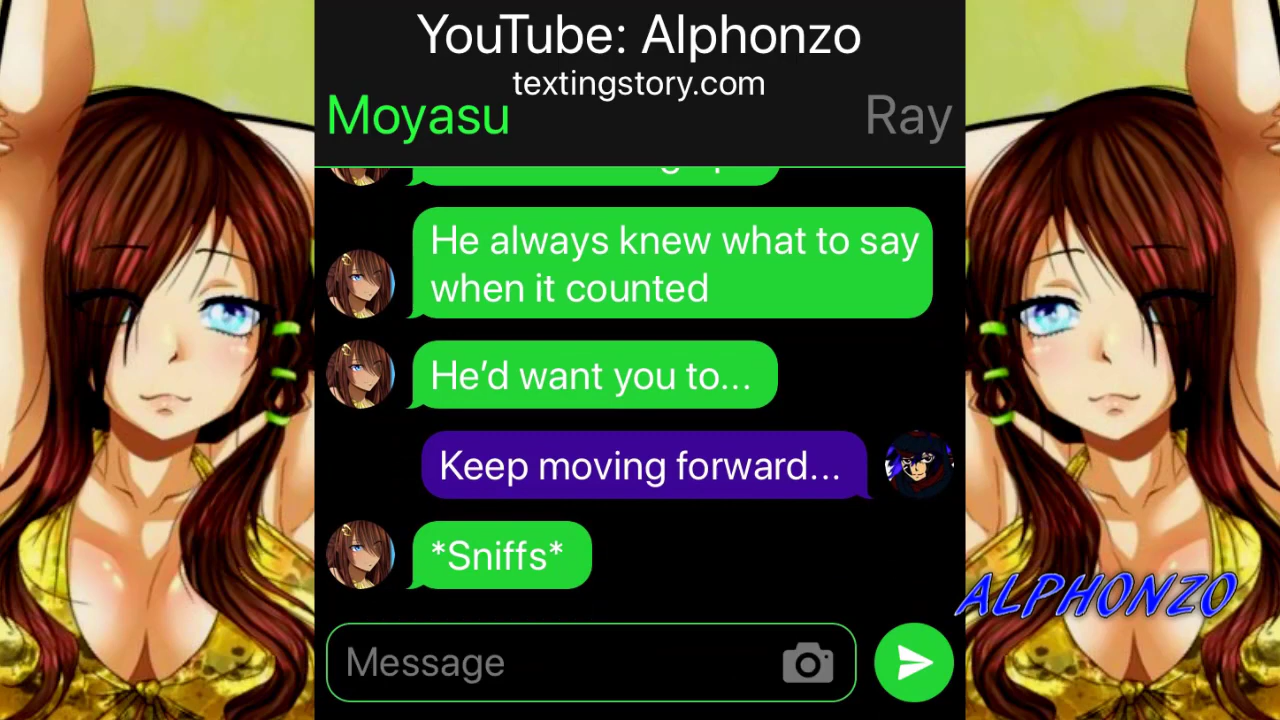 YouTube: Alphonzo
textingstory.com
Moyasu
Ray
He always knew what to say
when it counted
He’d want you to...
Keep moving forward...
*Sniffs*
ALPHONZO
Message